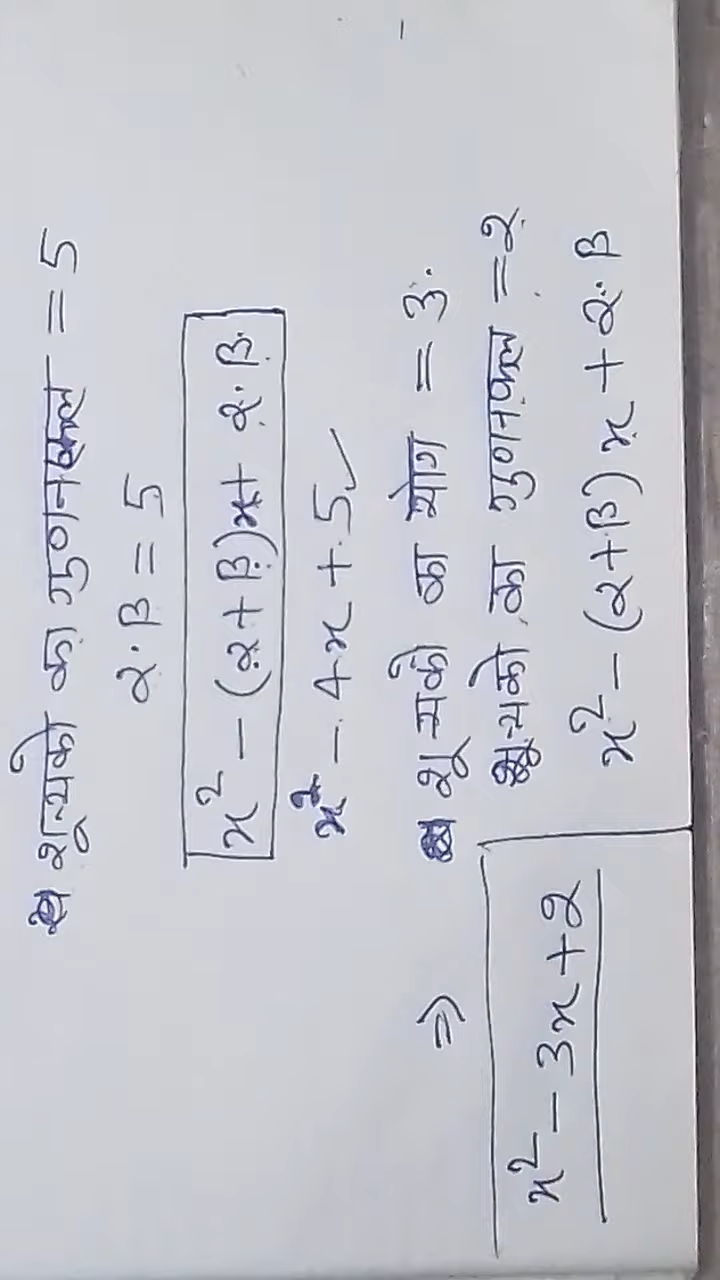 शून्यको का गुणनफल = 5
α·β = 5
x² - (α+β)x + α·β
x² - 4x + 5
⇒ शून्यको का योग = 3.
शून्यको का गुणनफल = 2
x² - (α+β)x + α·β
x² - 3x + 2